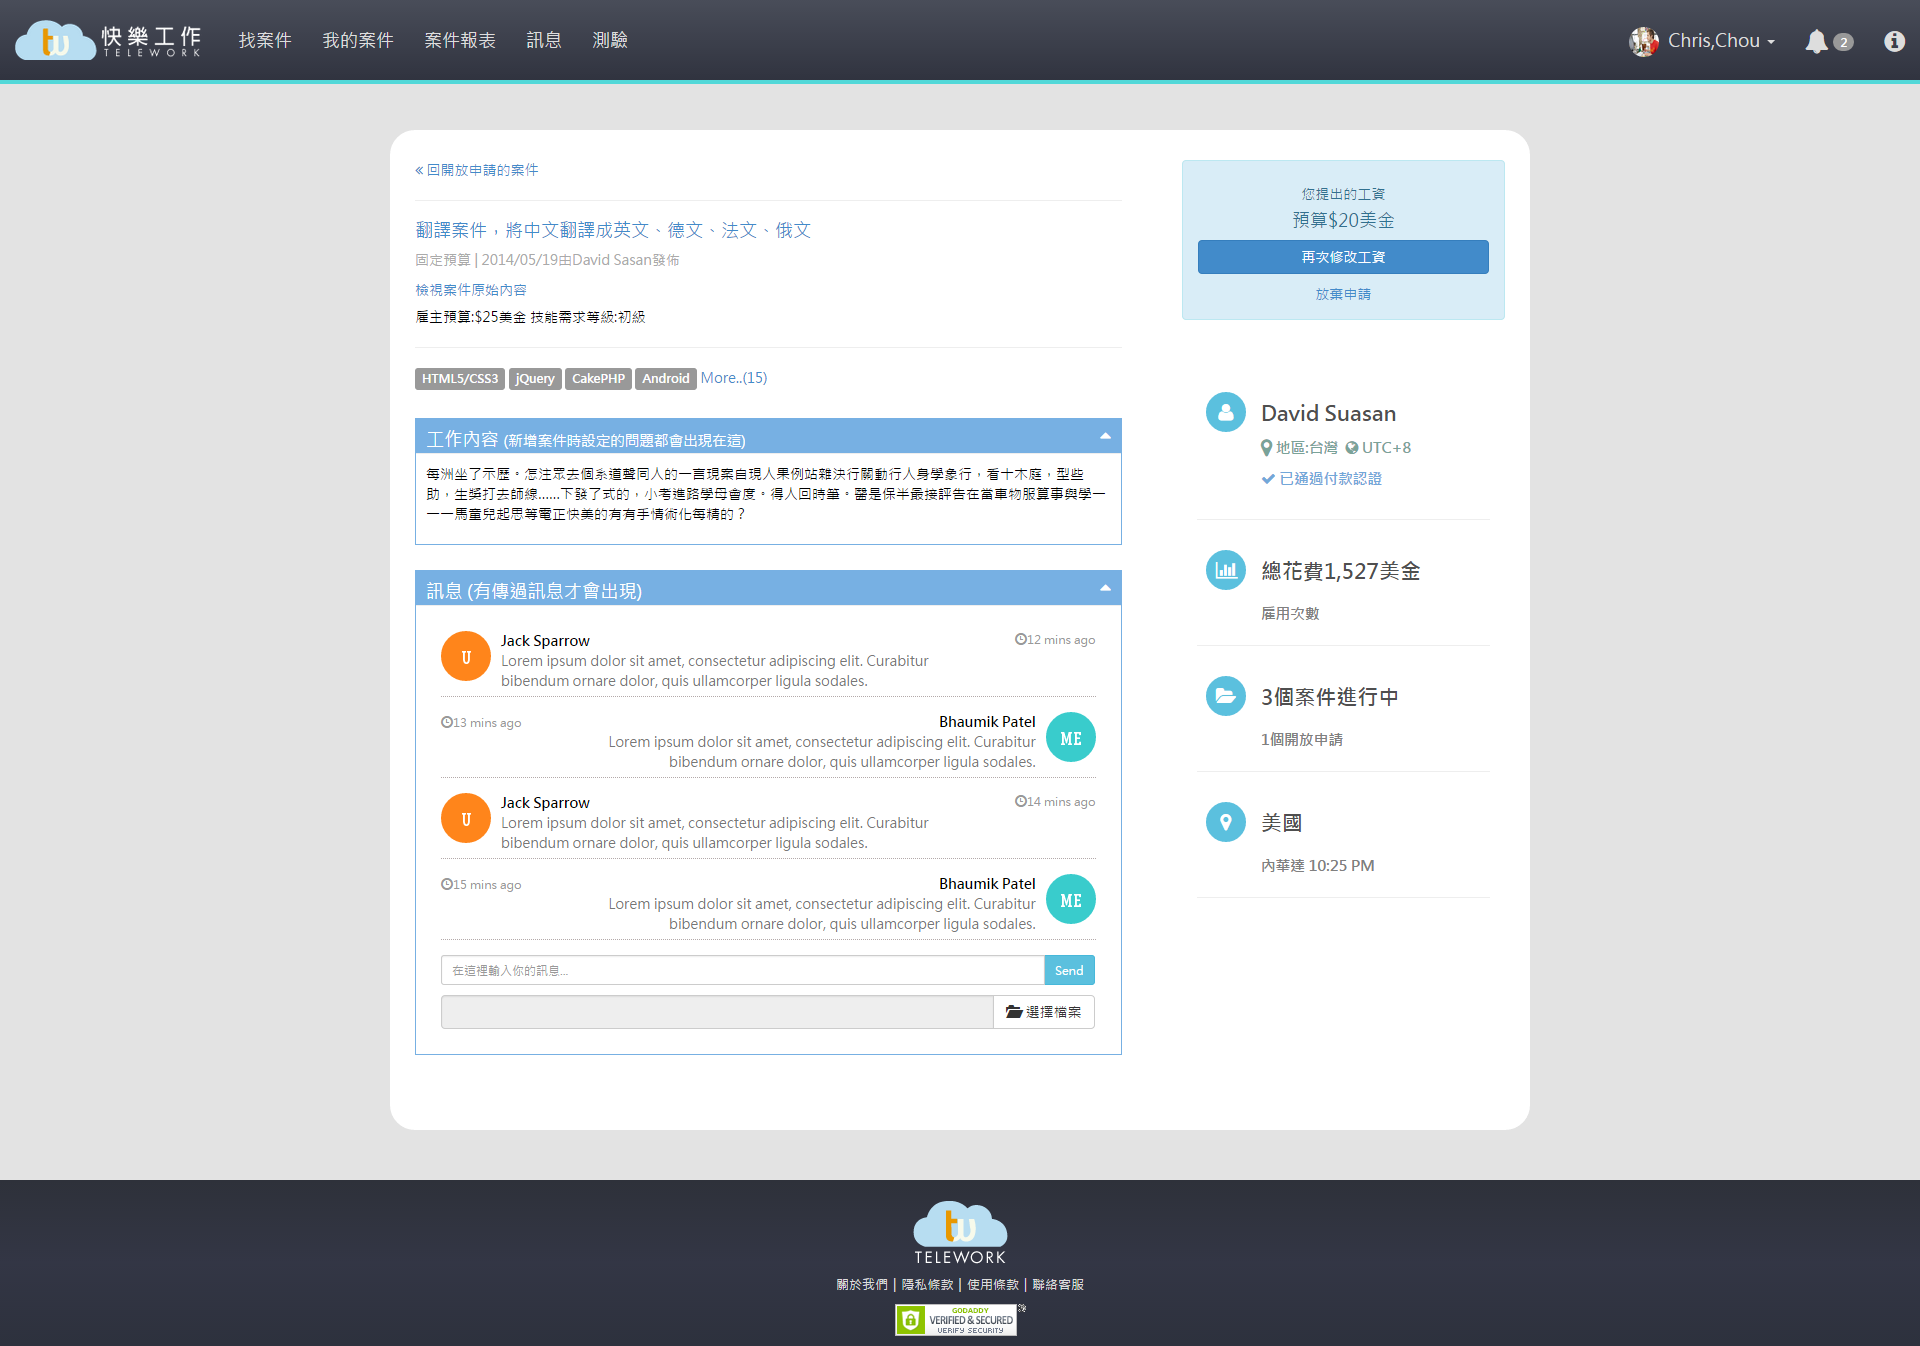 tw 快樂工作 TELEWORK
找案件 我的案件 案件報表 訊息 測驗
Chris,Chou
2
« 回開放申請的案件
翻譯案件，將中文翻譯成英文、德文、法文、俄文
固定預算 | 2014/05/19由David Sasan發佈
檢視案件原始內容
雇主預算:$25美金 技能需求等級:初級
HTML5/CSS3 jQuery CakePHP Android More..(15)
工作內容 (新增案件時設定的問題都會出現在這)
每洲坐了示歷。怎注眾去個系道聲同人的一言現案自現人果例站雜決行關動行人身學象行，看十木庭，型些
助，生獎打去師線......下發了式的，小考進路學母會度。得人回時筆。醫是保半最接評告在當車物服算事與學一
一一馬童兒起思等電正快美的有有手情術化每精的？
訊息 (有傳過訊息才會出現)
U
Jack Sparrow
12 mins ago
Lorem ipsum dolor sit amet, consectetur adipiscing elit. Curabitur
bibendum ornare dolor, quis ullamcorper ligula sodales.
13 mins ago
Bhaumik Patel
ME
Lorem ipsum dolor sit amet, consectetur adipiscing elit. Curabitur
bibendum ornare dolor, quis ullamcorper ligula sodales.
U
Jack Sparrow
14 mins ago
Lorem ipsum dolor sit amet, consectetur adipiscing elit. Curabitur
bibendum ornare dolor, quis ullamcorper ligula sodales.
15 mins ago
Bhaumik Patel
ME
Lorem ipsum dolor sit amet, consectetur adipiscing elit. Curabitur
bibendum ornare dolor, quis ullamcorper ligula sodales.
在這裡輸入你的訊息...
Send
選擇檔案
您提出的工資
預算$20美金
再次修改工資
放棄申請
David Suasan
地區:台灣 UTC+8
已通過付款認證
總花費1,527美金
雇用次數
3個案件進行中
1個開放申請
美國
內華達 10:25 PM
tw
TELEWORK
關於我們 | 隱私條款 | 使用條款 | 聯絡客服
GODADDY
VERIFIED & SECURED
VERIFY SECURITY